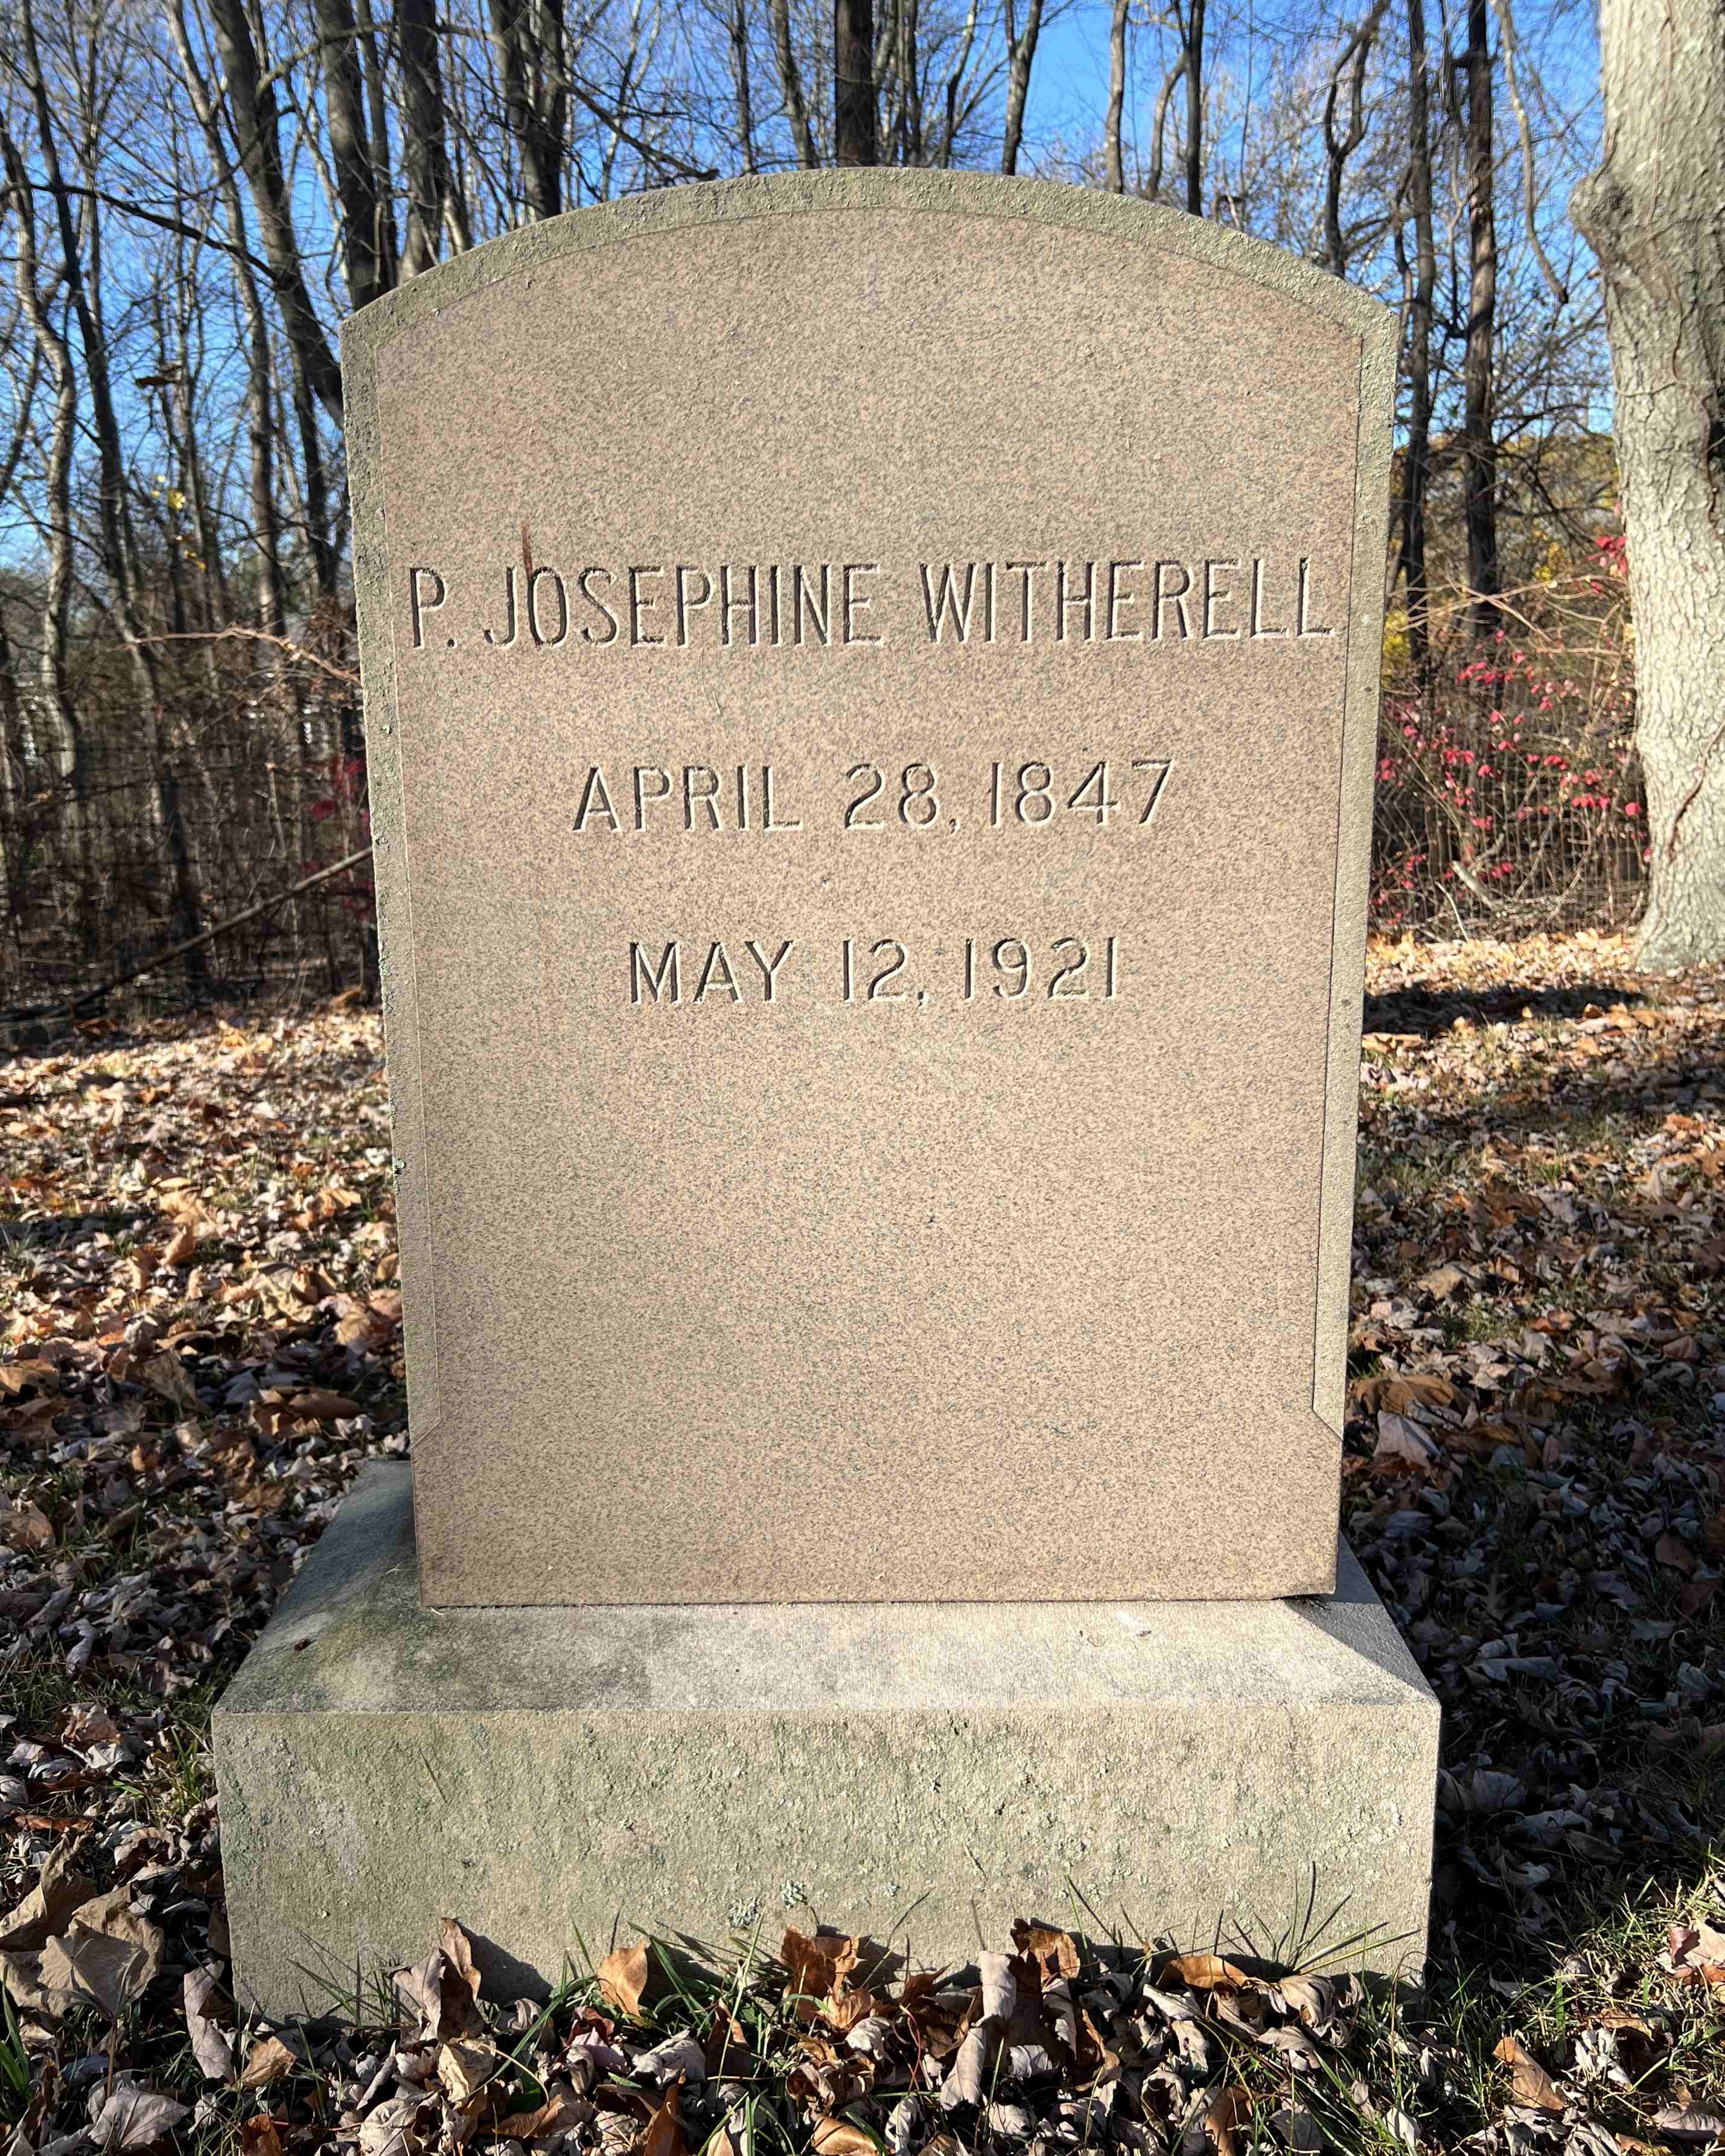 P. JOSEPHINE WITHERELL
APRIL 28, 1847
MAY 12, 1921